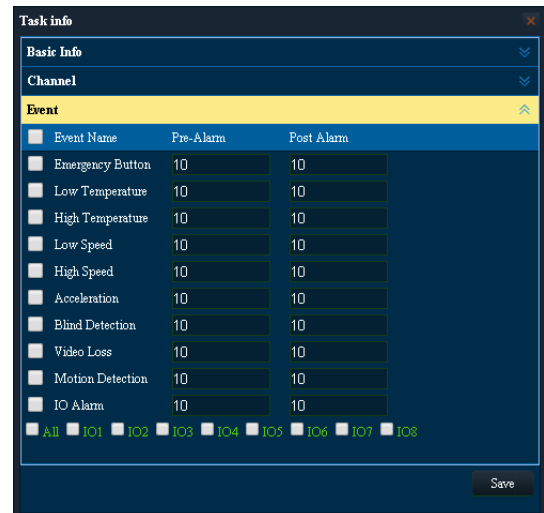 Task info
Basic Info
Channel
Event
Event Name Pre-Alarm Post Alarm
Emergency Button 10 10
Low Temperature 10 10
High Temperature 10 10
Low Speed 10 10
High Speed 10 10
Acceleration 10 10
Blind Detection 10 10
Video Loss 10 10
Motion Detection 10 10
IO Alarm 10 10
All IO1 IO2 IO3 IO4 IO5 IO6 IO7 IO8
Save